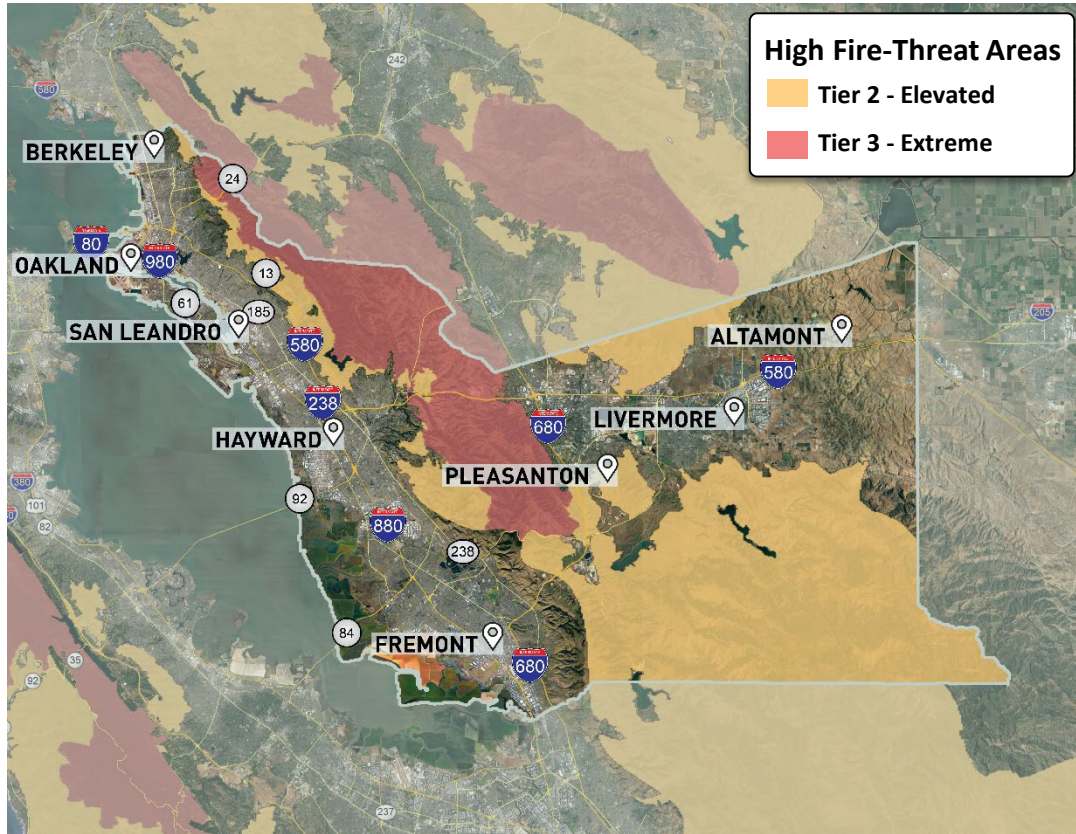 High Fire-Threat Areas
Tier 2 - Elevated
Tier 3 - Extreme
242
580
BERKELEY
24
80
OAKLAND
980
13
61
185
SAN LEANDRO
580
205
ALTAMONT
580
238
LIVERMORE
HAYWARD
680
PLEASANTON
380
101
92
82
880
238
84
FREMONT
680
35
92
237